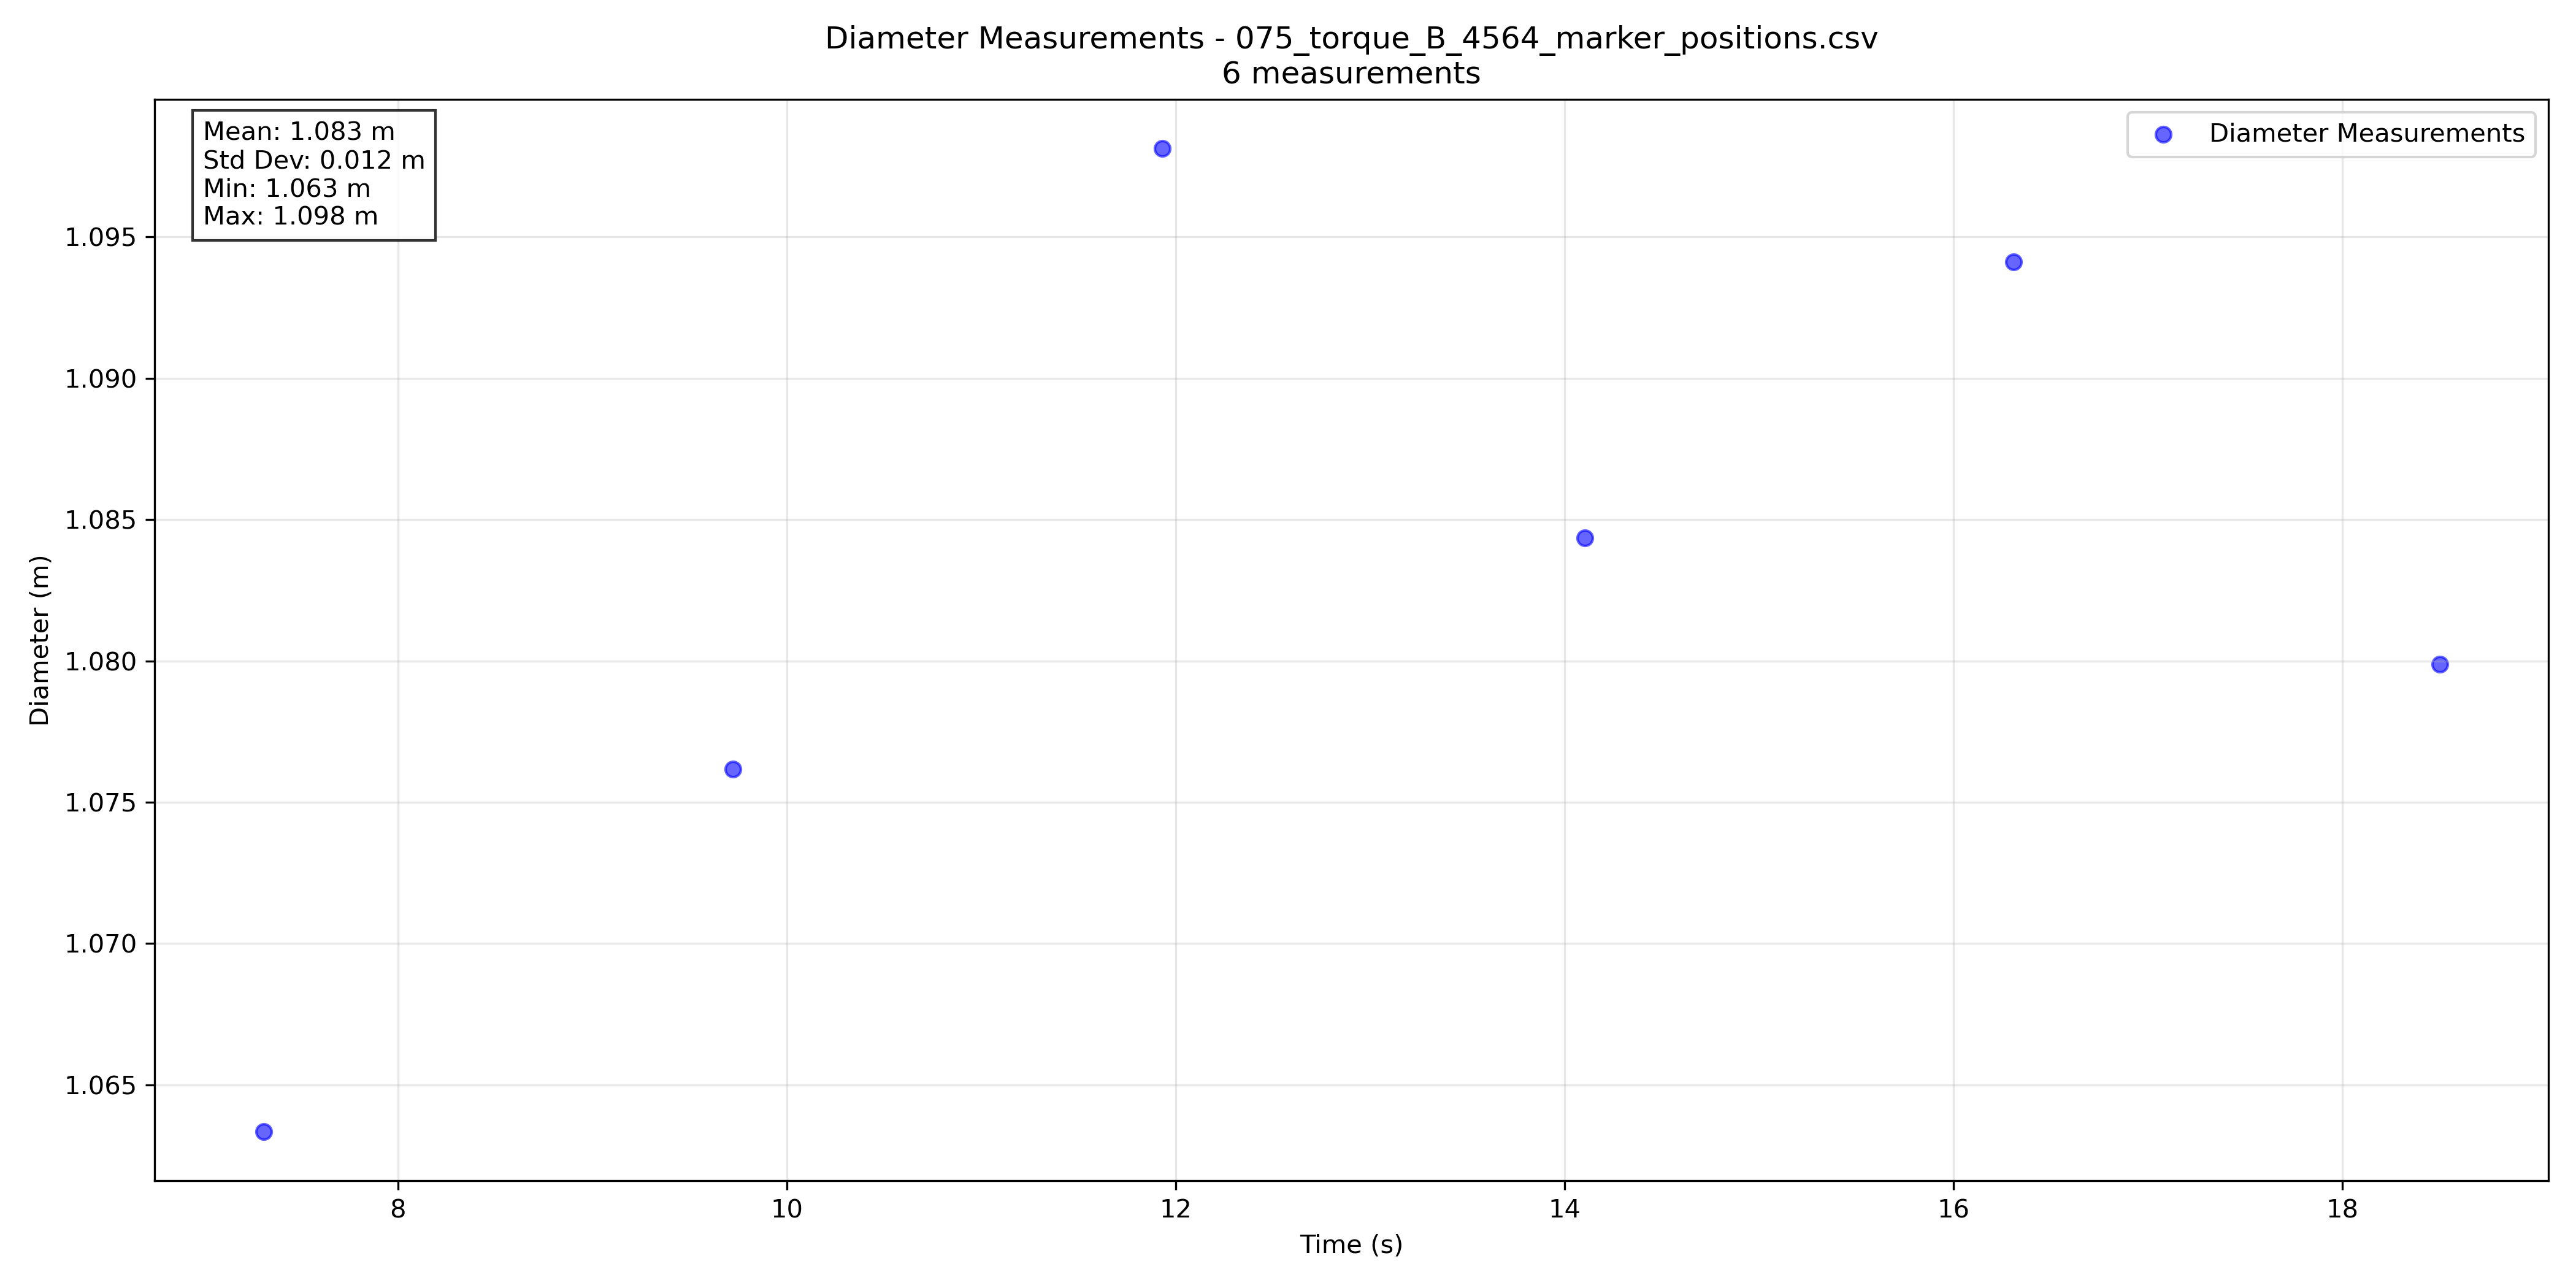 Diameter Measurements - 075_torque_B_4564_marker_positions.csv
6 measurements
Mean: 1.083 m
Std Dev: 0.012 m
Min: 1.063 m
Max: 1.098 m
Diameter Measurements
1.095
1.090
1.085
1.080
1.075
1.070
1.065
Diameter (m)
8
10
12
14
16
18
Time (s)